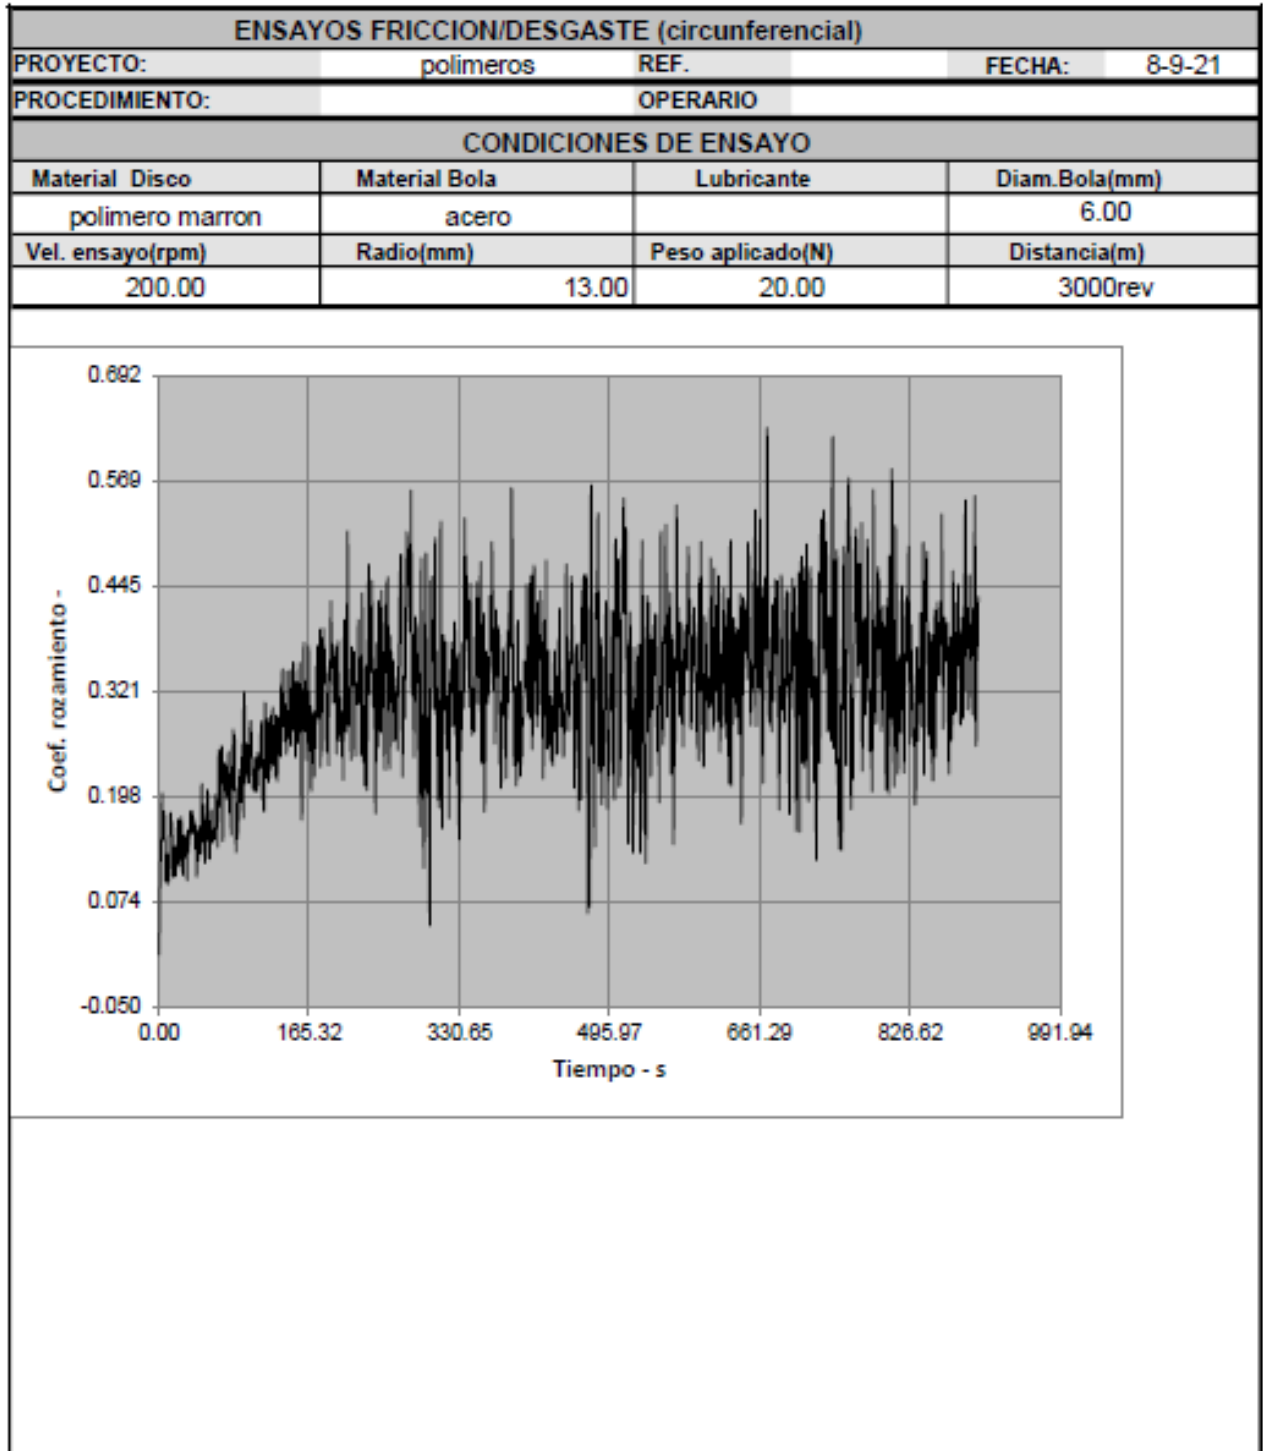 ENSAYOS FRICCION/DESGASTE (circunferencial)
PROYECTO: polimeros REF. FECHA: 8-9-21
PROCEDIMIENTO: OPERARIO
CONDICIONES DE ENSAYO
Material Disco Material Bola Lubricante Diam.Bola(mm)
polimero marron acero 6.00
Vel. ensayo(rpm) Radio(mm) Peso aplicado(N) Distancia(m)
200.00 13.00 20.00 3000rev
0.692
0.569
0.445
0.321
0.198
0.074
-0.050
Coef. rozamiento -
0.00 165.32 330.65 495.97 661.29 826.62 991.94
Tiempo - s